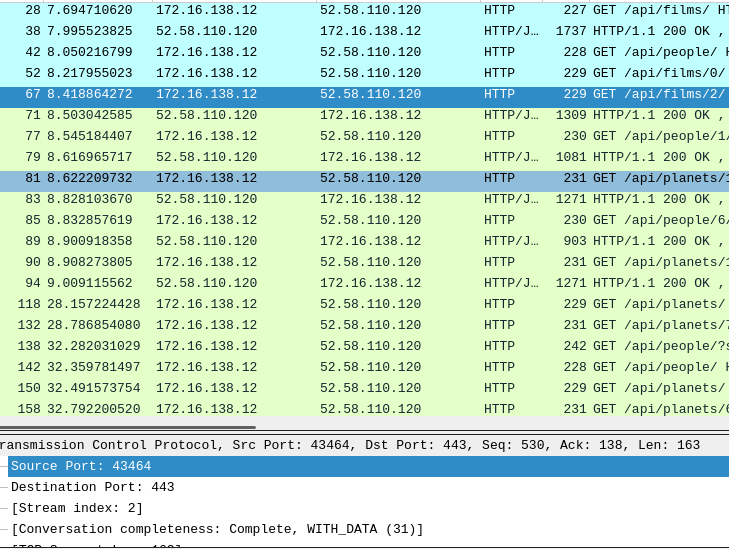 28 7.694710620 172.16.138.12 52.58.110.120 HTTP 227 GET /api/films/ HT
38 7.995523825 52.58.110.120 172.16.138.12 HTTP/J… 1737 HTTP/1.1 200 OK ,
42 8.050216799 172.16.138.12 52.58.110.120 HTTP 228 GET /api/people/ H
52 8.217955023 172.16.138.12 52.58.110.120 HTTP 229 GET /api/films/0/
67 8.418864272 172.16.138.12 52.58.110.120 HTTP 229 GET /api/films/2/
71 8.503042585 52.58.110.120 172.16.138.12 HTTP/J… 1309 HTTP/1.1 200 OK ,
77 8.545184407 172.16.138.12 52.58.110.120 HTTP 230 GET /api/people/1/
79 8.616965717 52.58.110.120 172.16.138.12 HTTP/J… 1081 HTTP/1.1 200 OK ,
81 8.622209732 172.16.138.12 52.58.110.120 HTTP 231 GET /api/planets/1
83 8.828103670 52.58.110.120 172.16.138.12 HTTP/J… 1271 HTTP/1.1 200 OK ,
85 8.832857619 172.16.138.12 52.58.110.120 HTTP 230 GET /api/people/6/
89 8.900918358 52.58.110.120 172.16.138.12 HTTP/J… 903 HTTP/1.1 200 OK ,
90 8.908273805 172.16.138.12 52.58.110.120 HTTP 231 GET /api/planets/1
94 9.009115562 52.58.110.120 172.16.138.12 HTTP/J… 1271 HTTP/1.1 200 OK ,
118 28.157224428 172.16.138.12 52.58.110.120 HTTP 229 GET /api/planets/
132 28.786854080 172.16.138.12 52.58.110.120 HTTP 231 GET /api/planets/7
138 32.282031029 172.16.138.12 52.58.110.120 HTTP 242 GET /api/people/?s
142 32.359781497 172.16.138.12 52.58.110.120 HTTP 228 GET /api/people/ H
150 32.491573754 172.16.138.12 52.58.110.120 HTTP 229 GET /api/planets/
158 32.792200520 172.16.138.12 52.58.110.120 HTTP 231 GET /api/planets/6
ransmission Control Protocol, Src Port: 43464, Dst Port: 443, Seq: 530, Ack: 138, Len: 163
Source Port: 43464
Destination Port: 443
[Stream index: 2]
[Conversation completeness: Complete, WITH_DATA (31)]